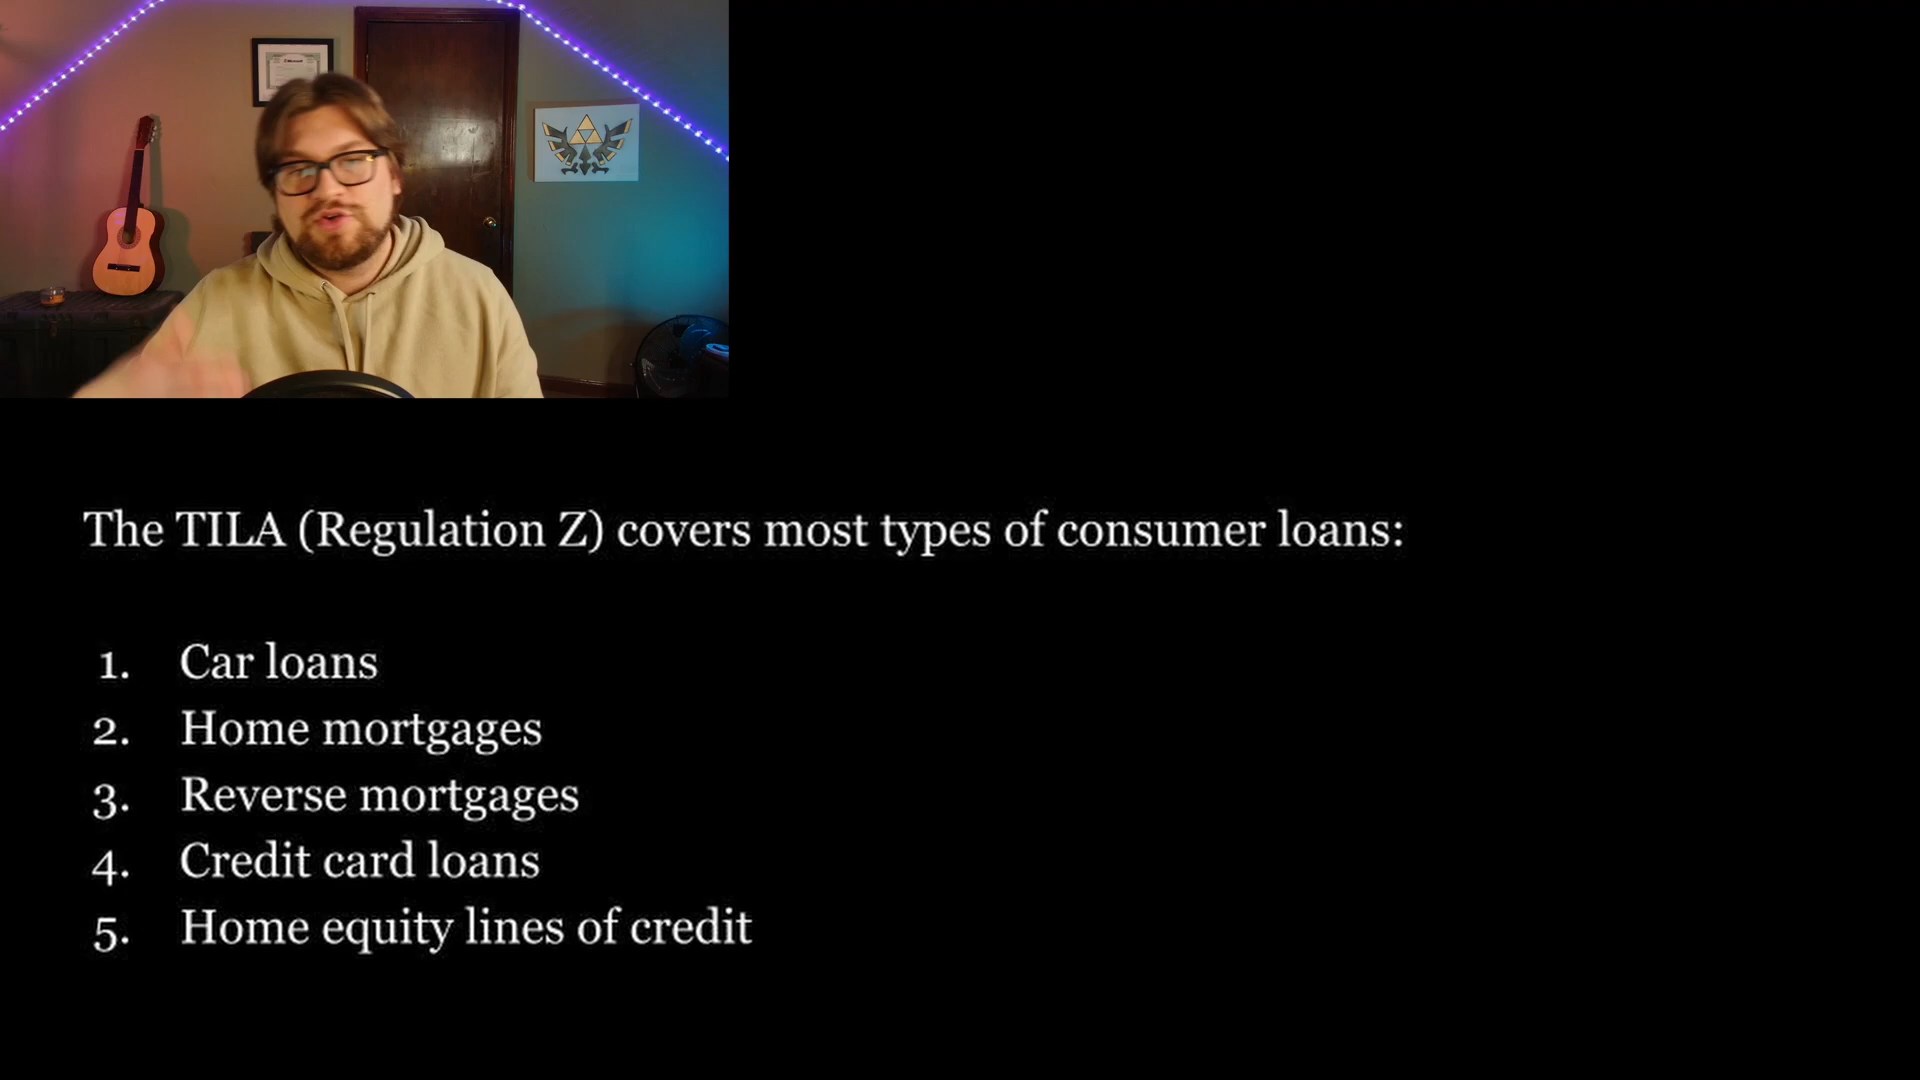 Microsoft
The TILA (Regulation Z) covers most types of consumer loans:
1. Car loans
2. Home mortgages
3. Reverse mortgages
4. Credit card loans
5. Home equity lines of credit